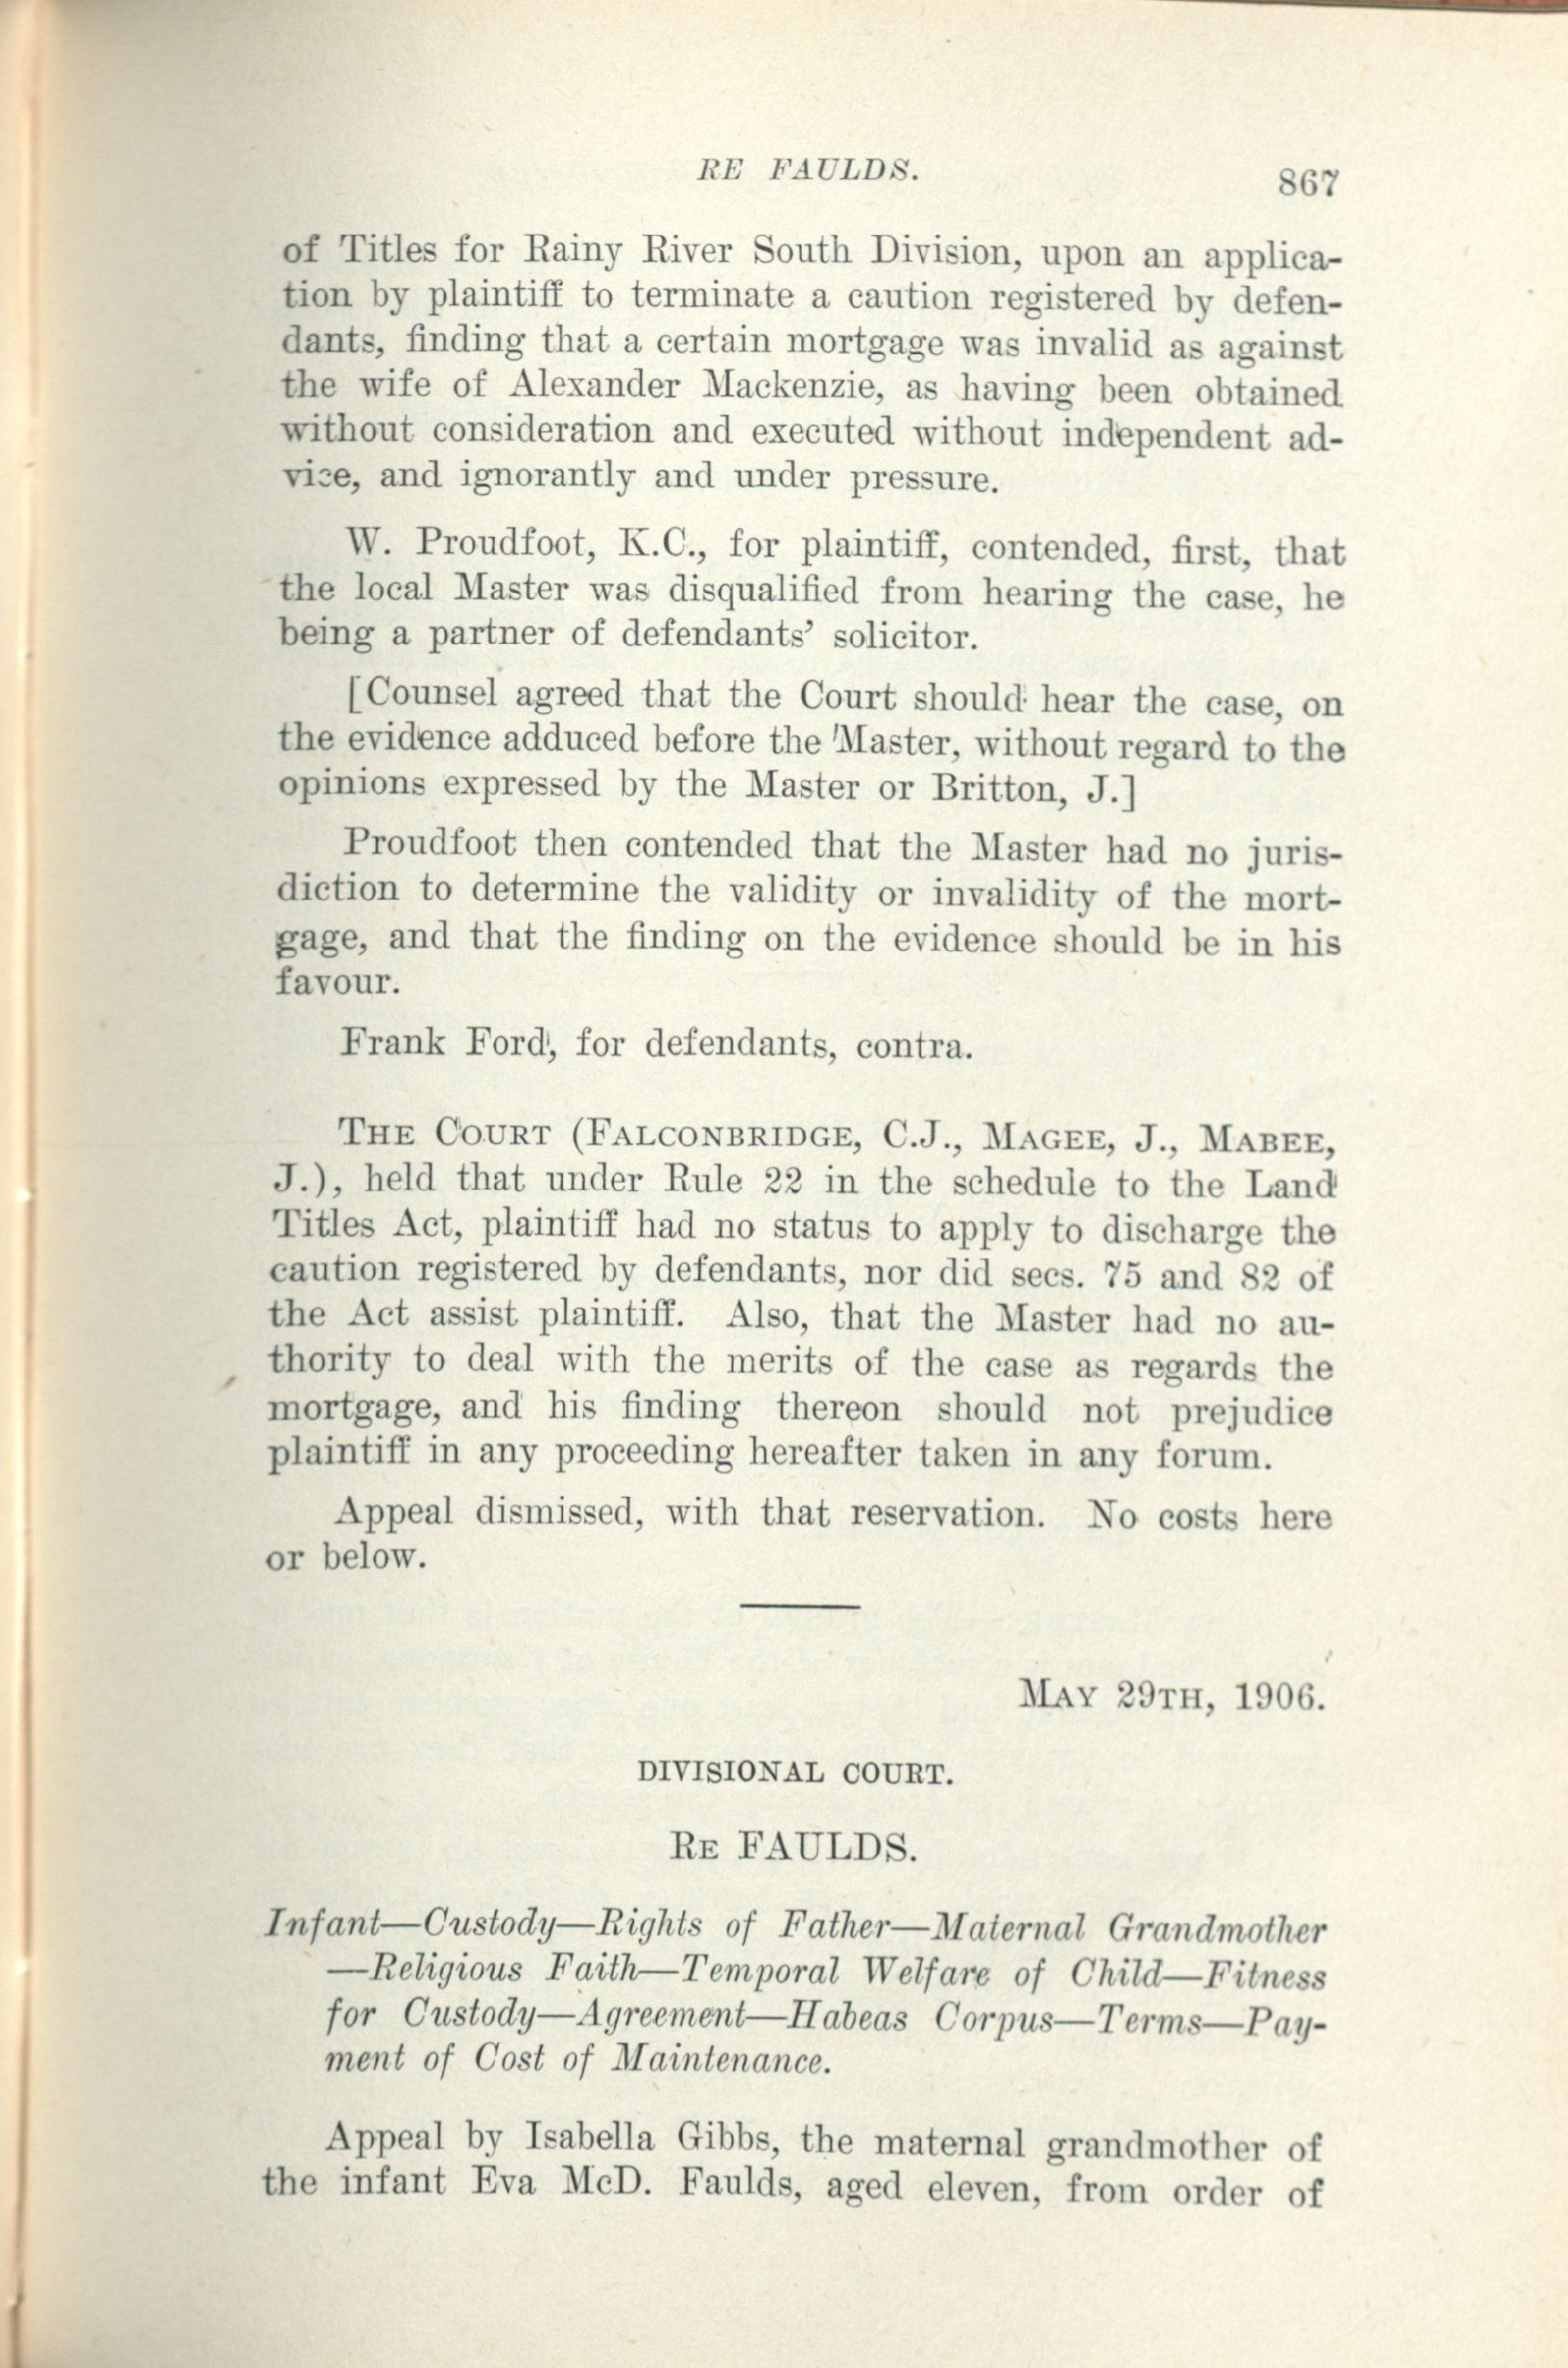 RE FAULDS.
867
of Titles for Rainy River South Division, upon an applica-
tion by plaintiff to terminate a caution registered by defen-
dants, finding that a certain mortgage was invalid as against
the wife of Alexander Mackenzie, as having been obtained
without consideration and executed without independent ad-
vice, and ignorantly and under pressure.
W. Proudfoot, K.C., for plaintiff, contended, first, that
the local Master was disqualified from hearing the case, he
being a partner of defendants' solicitor.
[Counsel agreed that the Court should hear the case, on
the evidence adduced before the Master, without regard to the
opinions expressed by the Master or Britton, J.]
Proudfoot then contended that the Master had no juris-
diction to determine the validity or invalidity of the mort-
gage, and that the finding on the evidence should be in his
favour.
Frank Ford, for defendants, contra.
THE COURT (FALCONBRIDGE, C.J., MAGEE, J., MABEE,
J.), held that under Rule 22 in the schedule to the Land
Titles Act, plaintiff had no status to apply to discharge the
caution registered by defendants, nor did secs. 75 and 82 of
the Act assist plaintiff. Also, that the Master had no au-
thority to deal with the merits of the case as regards the
mortgage, and his finding thereon should not prejudice
plaintiff in any proceeding hereafter taken in any forum.
Appeal dismissed, with that reservation. No costs here
or below.
MAY 29TH, 1906.
DIVISIONAL COURT.
RE FAULDS.
Infant—Custody—Rights of Father—Maternal Grandmother
—Religious Faith—Temporal Welfare of Child—Fitness
for Custody—Agreement—Habeas Corpus—Terms—Pay-
ment of Cost of Maintenance.
Appeal by Isabella Gibbs, the maternal grandmother of
the infant Eva McD. Faulds, aged eleven, from order of